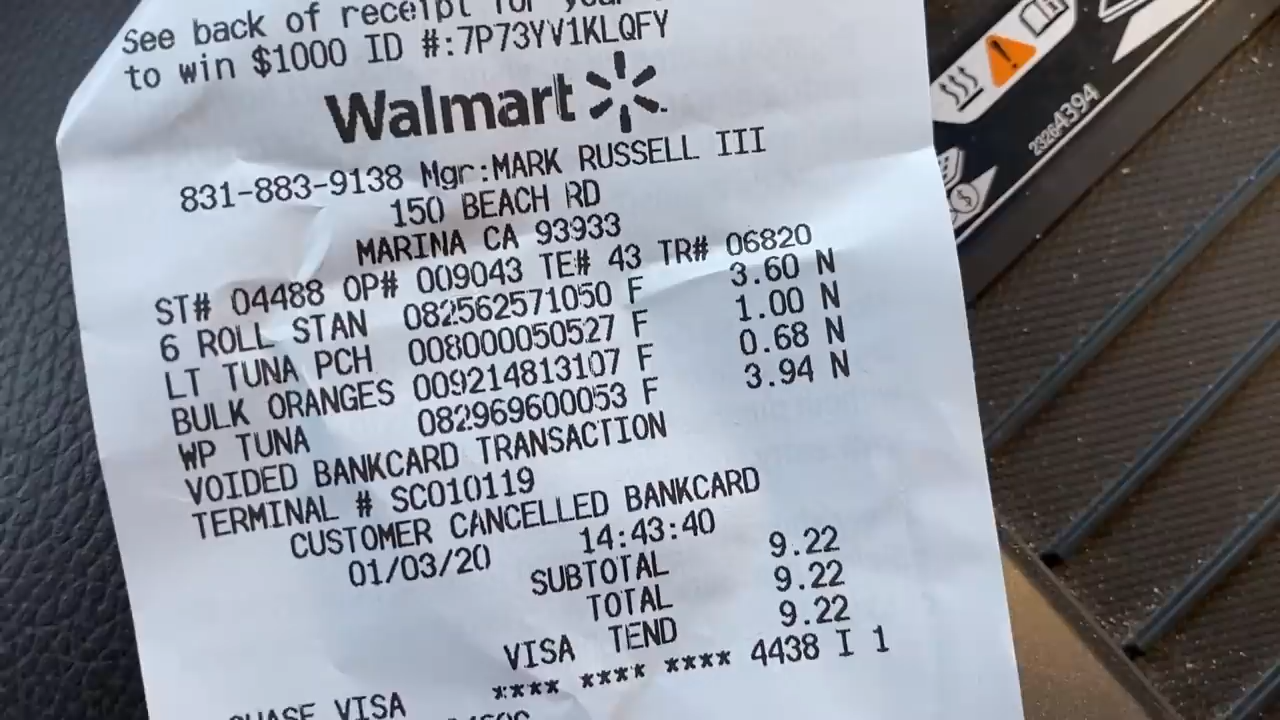 See back of receipt for your
to win $1000 ID #:7P73YV1KLQFY
Walmart
831-883-9138 Mgr:MARK RUSSELL III
150 BEACH RD
MARINA CA 93933
ST# 04488 OP# 009043 TE# 43 TR# 06820
6 ROLL STAN 082562571050 F 3.60 N
LT TUNA PCH 008000050527 F 1.00 N
BULK ORANGES 009214813107 F 0.68 N
WP TUNA 082969600053 F 3.94 N
VOIDED BANKCARD TRANSACTION
TERMINAL # SC010119
CUSTOMER CANCELLED BANKCARD
01/03/20 14:43:40
SUBTOTAL 9.22
TOTAL 9.22
VISA TEND 9.22
VISA **** **** **** 4438 I 1
23264394